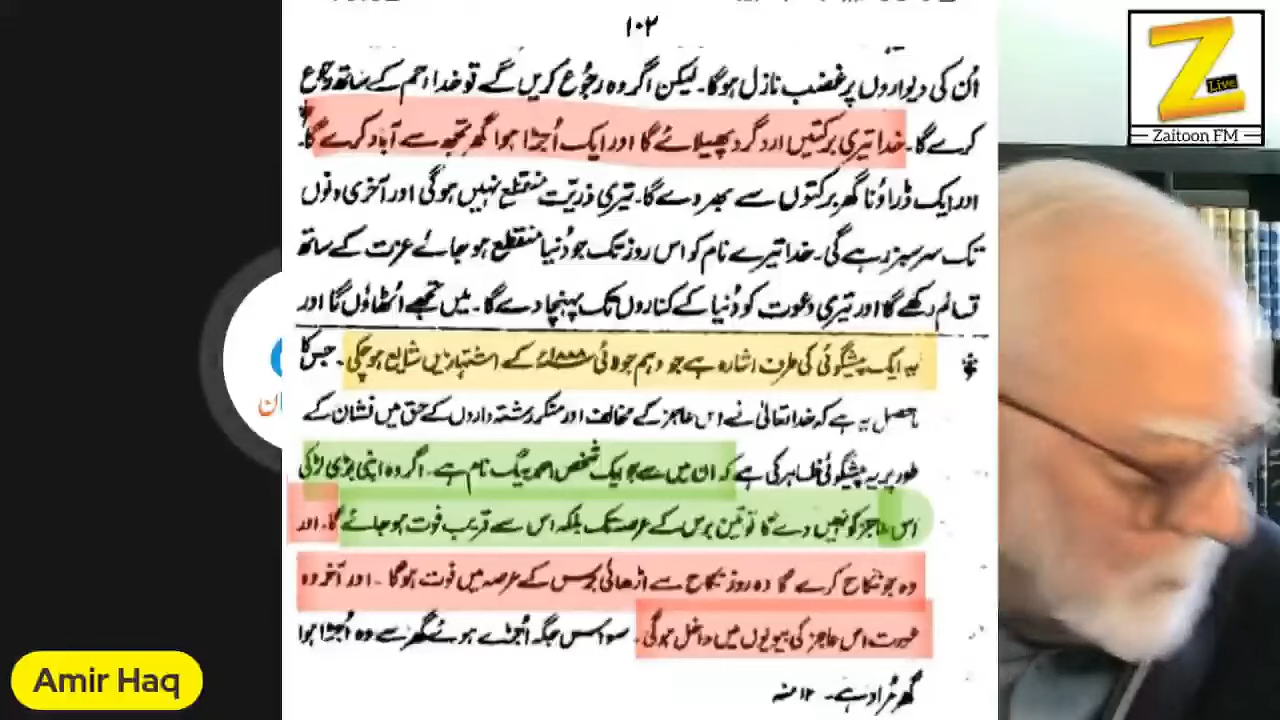 ۱۰۲
اُن کی دیواروں پر غضب نازل ہوگا۔ لیکن اگر وہ رجوع کریں گے تو خدا رحم کے ساتھ رجوع
کرے گا۔ خدا تیری برکتیں اردگرد پھیلائے گا اور ایک اُجڑا ہوا گھر تجھ سے آباد کرے گا۔
اور ایک ڈراؤنا گھر برکتوں سے بھر دے گا۔ تیری ذریّت منقطع نہیں ہوگی اور آخری دنوں
تک سرسبز رہے گی۔ خدا تیرے نام کو اس روز تک جو دُنیا منقطع ہو جائے عزت کے ساتھ
قائم رکھے گا اور تیری دعوت کو دُنیا کے کناروں تک پہنچا دے گا۔ میں تجھے اُٹھاؤں گا اور
یہ ایک پیشگوئی کی طرف اشارہ ہے جو دہم جولائی ۱۸۸۸ء کے اشتہار میں شایع ہو چکی۔ جس کا
ماحصل یہ ہے کہ خدا تعالیٰ نے اس عاجز کے مخالف اور منکر رشتہ داروں کے حق میں نشان کے
طور پر یہ پیشگوئی ظاہر کی ہے کہ ان میں سے جو ایک شخص احمد بیگ نام ہے۔ اگر وہ اپنی بڑی لڑکی
اس عاجز کو نہیں دے گا تو تین برس کے عرصہ تک بلکہ اس سے قریب فوت ہو جائے گا۔ اور
وہ جو نکاح کرے گا وہ روز نکاح سے اڑھائی برس کے عرصہ میں فوت ہوگا۔ اور آخر وہ
عورت اس عاجز کی بیویوں میں داخل ہوگی۔ سو اس جگہ اُجڑے ہوئے گھر سے وہ اُجڑا ہوا
گھر مُراد ہے۔ ۱۲ منہ
Z
Live
Zaitoon FM
Amir Haq